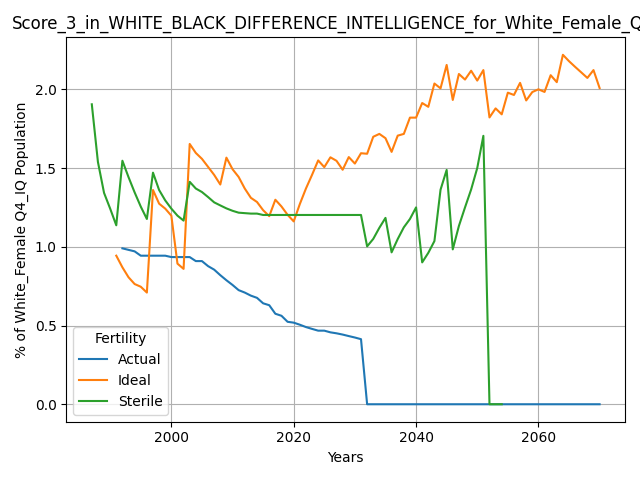 Score_3_in_WHITE_BLACK_DIFFERENCE_INTELLIGENCE_for_White_Female_Q
% of White_Female Q4_IQ Population
2.0
1.5
1.0
0.5
0.0
Fertility
Actual
Ideal
Sterile
2000
2020
2040
2060
Years